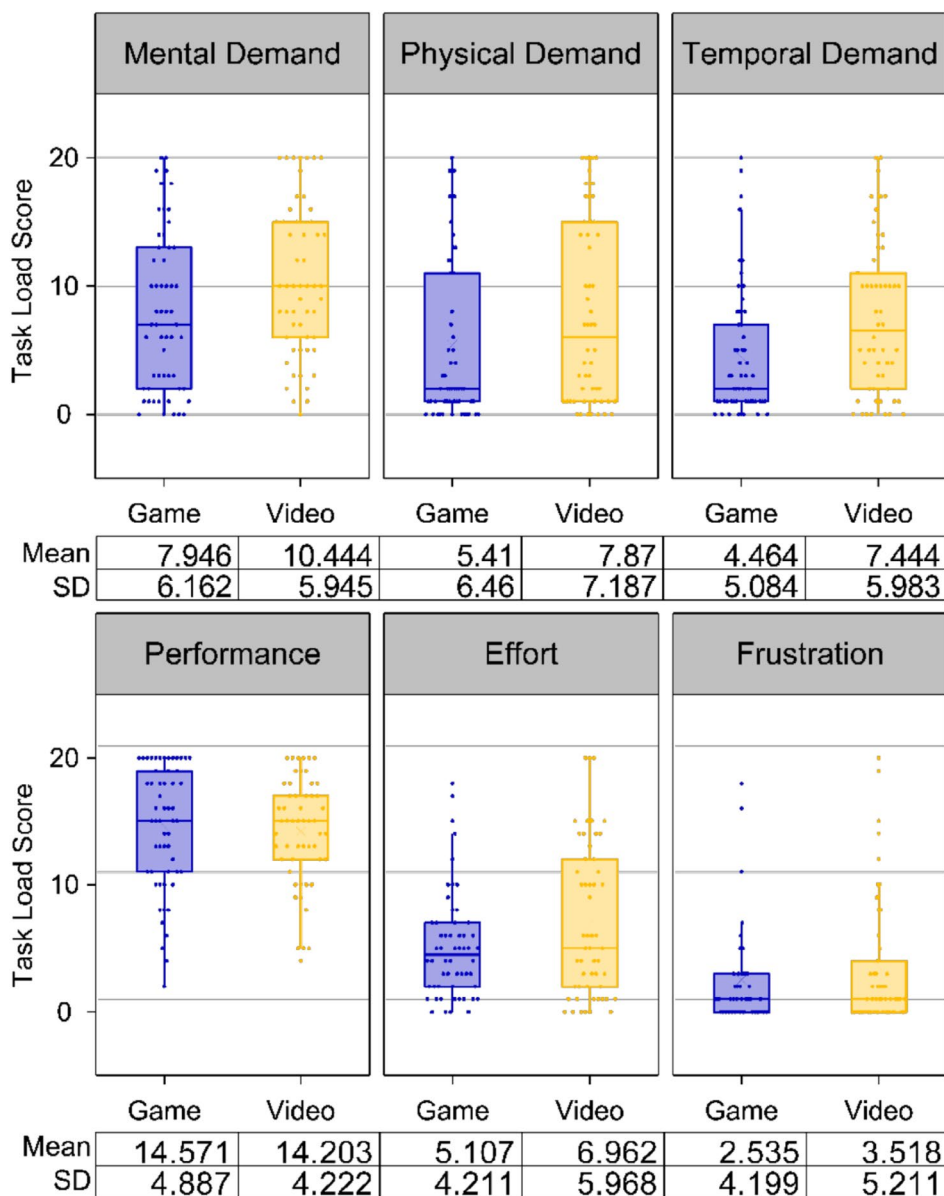 Mental Demand Physical Demand Temporal Demand
Task Load Score
20
10
0
Game Video Game Video Game Video
Mean 7.946 10.444 5.41 7.87 4.464 7.444
SD 6.162 5.945 6.46 7.187 5.084 5.983
Performance Effort Frustration
Task Load Score
20
10
0
Game Video Game Video Game Video
Mean 14.571 14.203 5.107 6.962 2.535 3.518
SD 4.887 4.222 4.211 5.968 4.199 5.211